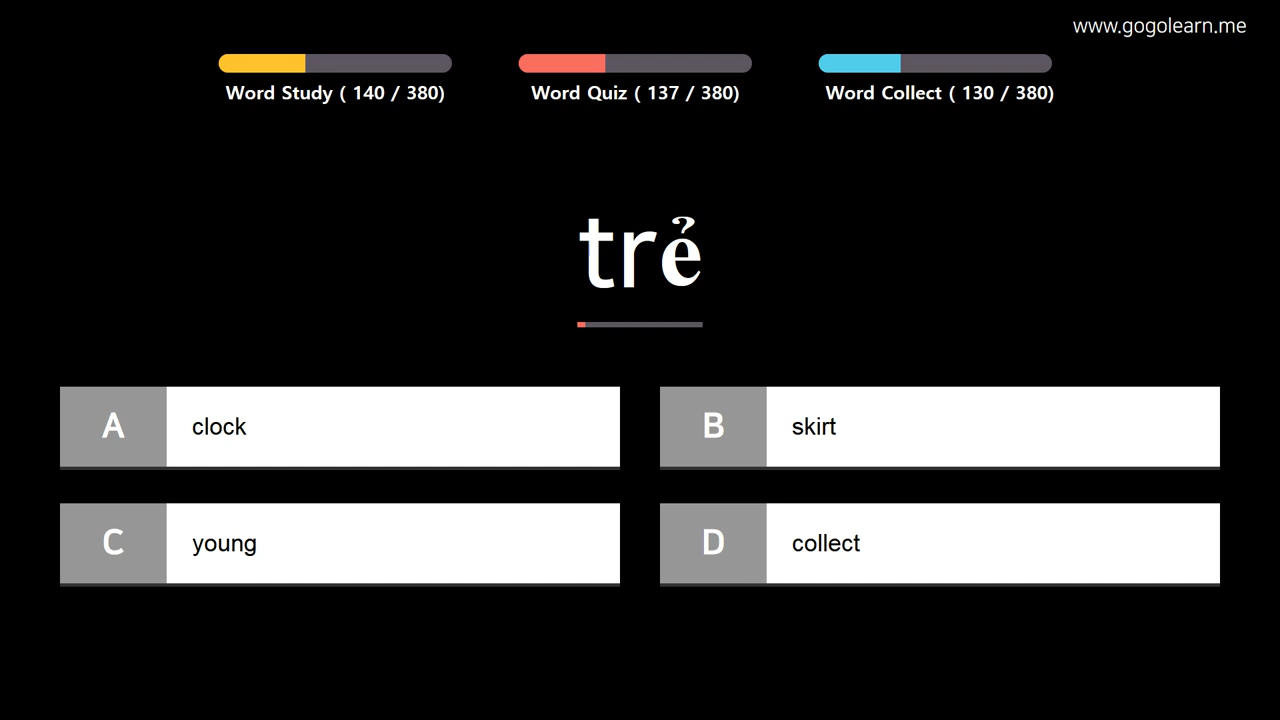 www.gogolearn.me
Word Study ( 140 / 380)
Word Quiz ( 137 / 380)
Word Collect ( 130 / 380)
trẻ
A clock
B skirt
C young
D collect